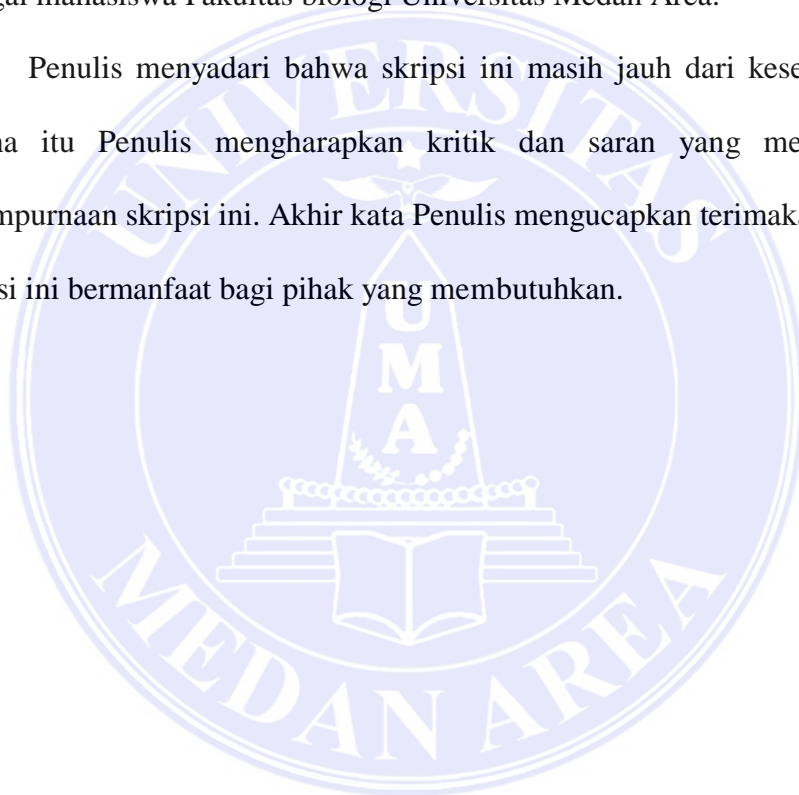 gai mahasiswa Fakultas biologi Universitas Medan Area.
Penulis menyadari bahwa skripsi ini masih jauh dari kese
na itu Penulis mengharapkan kritik dan saran yang me
mpurnaan skripsi ini. Akhir kata Penulis mengucapkan terimaka
si ini bermanfaat bagi pihak yang membutuhkan.
UNIVERSITAS
UMA
MEDAN AREA